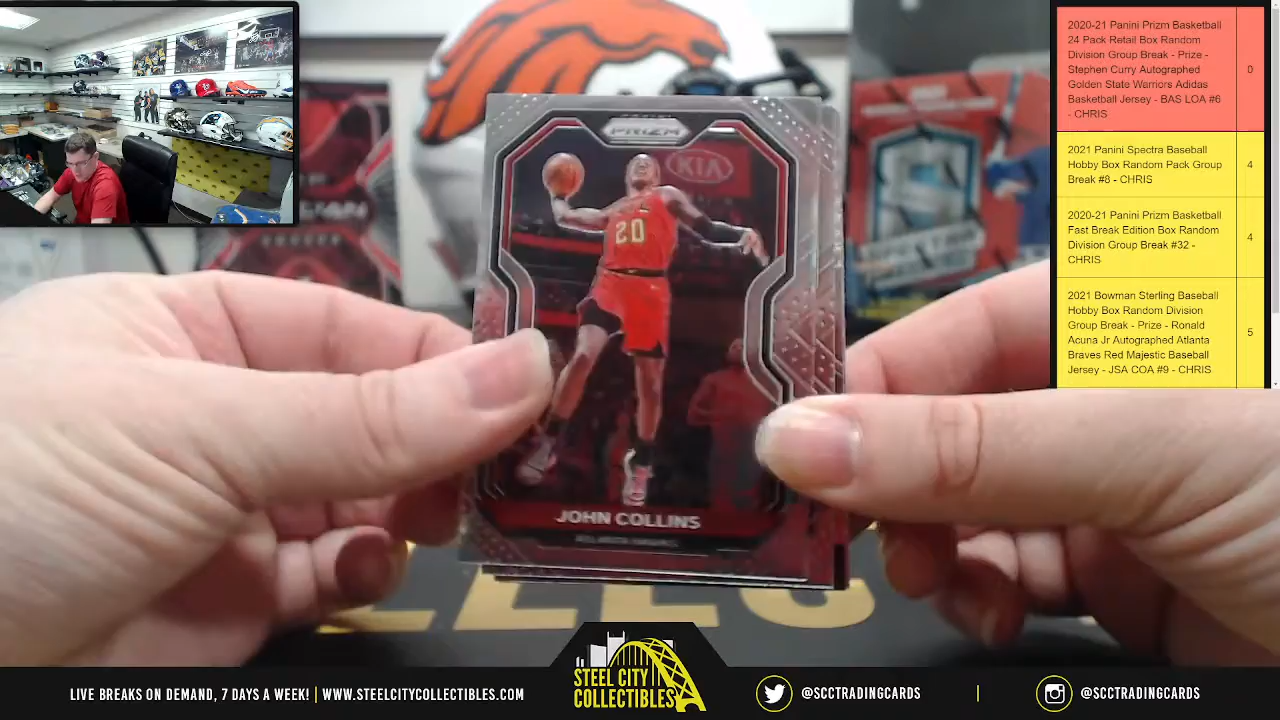 2020-21 Panini Prizm Basketball
24 Pack Retail Box Random
Division Group Break - Prize -
Stephen Curry Autographed
Golden State Warriors Adidas
Basketball Jersey - BAS LOA #6
- CHRIS
0
2021 Panini Spectra Baseball
Hobby Box Random Pack Group
Break #8 - CHRIS
4
2020-21 Panini Prizm Basketball
Fast Break Edition Box Random
Division Group Break #32 -
CHRIS
4
2021 Bowman Sterling Baseball
Hobby Box Random Division
Group Break - Prize - Ronald
Acuna Jr Autographed Atlanta
Braves Red Majestic Baseball
Jersey - JSA COA #9 - CHRIS
5
PANINI
PRIZM
KIA
20
JOHN COLLINS
ATLANTA HAWKS
LIVE BREAKS ON DEMAND, 7 DAYS A WEEK! | WWW.STEELCITYCOLLECTIBLES.COM
STEEL CITY
COLLECTIBLES
@SCCTRADINGCARDS
@SCCTRADINGCARDS